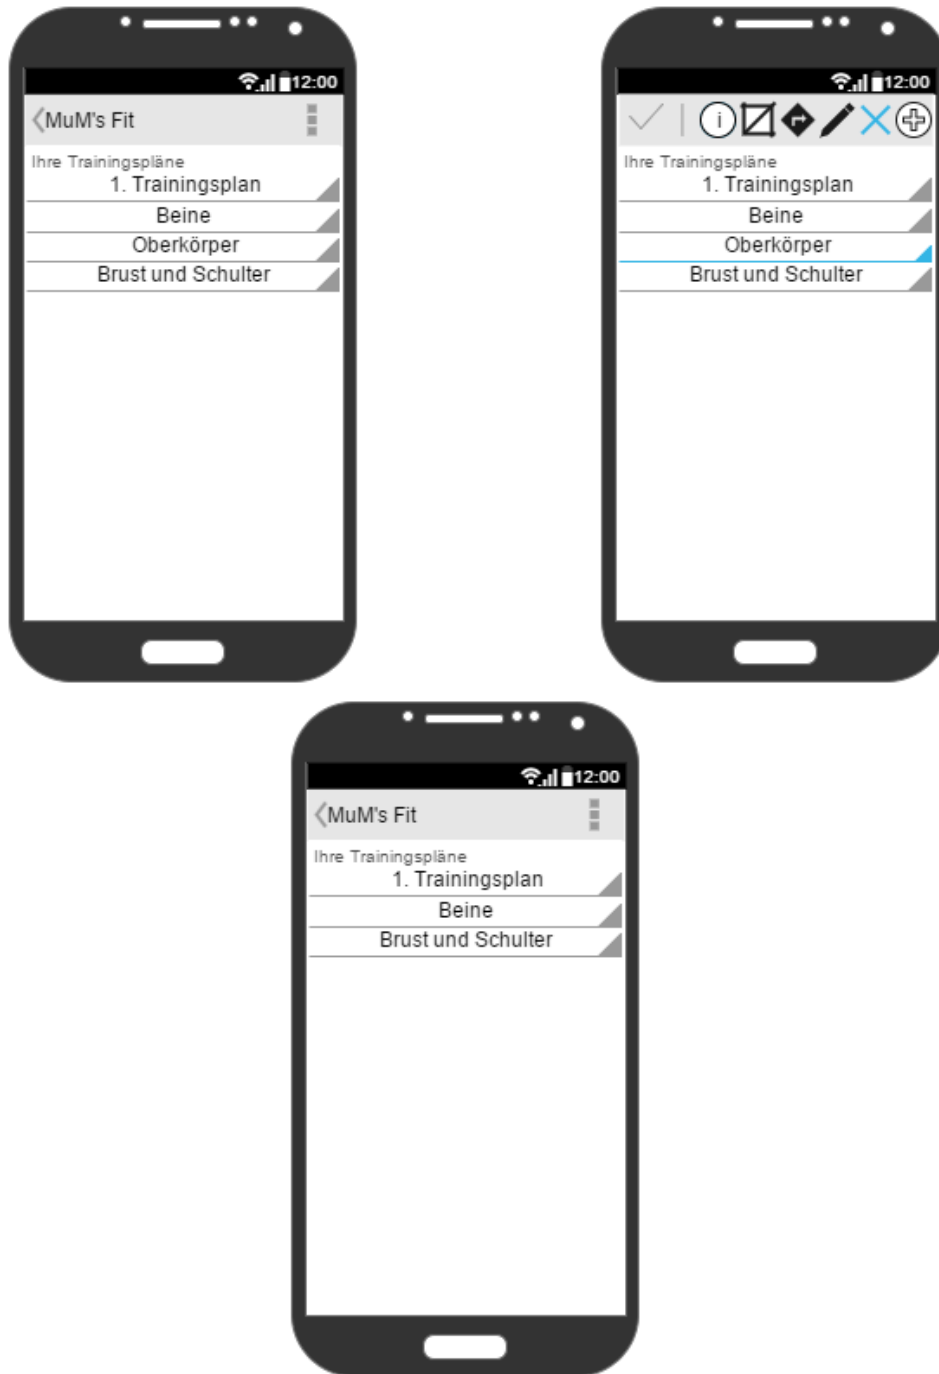 12:00
MuM's Fit
Ihre Trainingspläne
1. Trainingsplan
Beine
Oberkörper
Brust und Schulter
12:00
i
Ihre Trainingspläne
1. Trainingsplan
Beine
Oberkörper
Brust und Schulter
12:00
MuM's Fit
Ihre Trainingspläne
1. Trainingsplan
Beine
Brust und Schulter